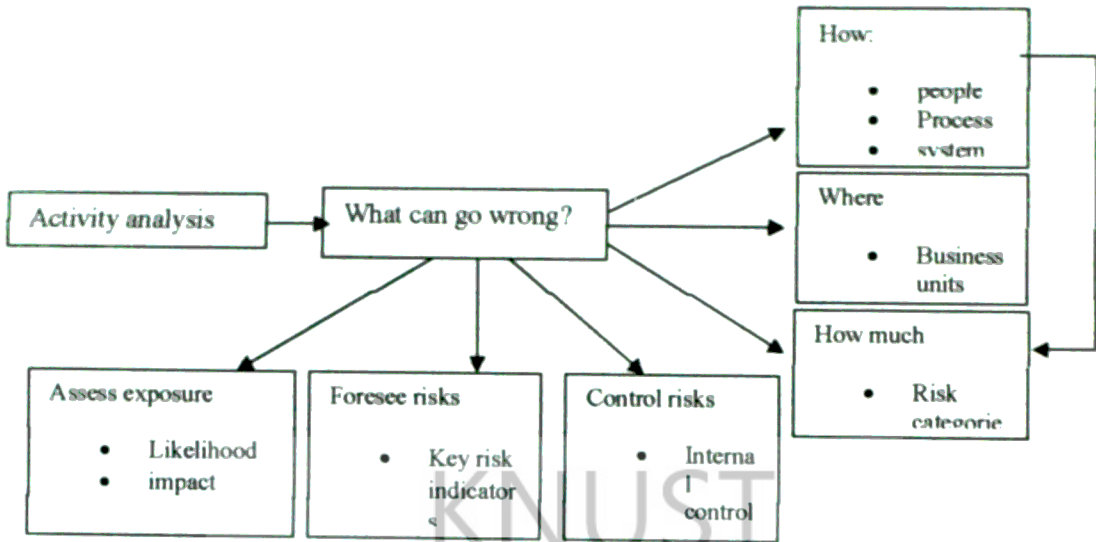 How:
• people
• Process
• system
Activity analysis
What can go wrong?
Where
• Business
units
How much
• Risk
categorie
Assess exposure
• Likelihood
• impact
Foresee risks
• Key risk
indicator
s
Control risks
• Interna
l
control
KNUST